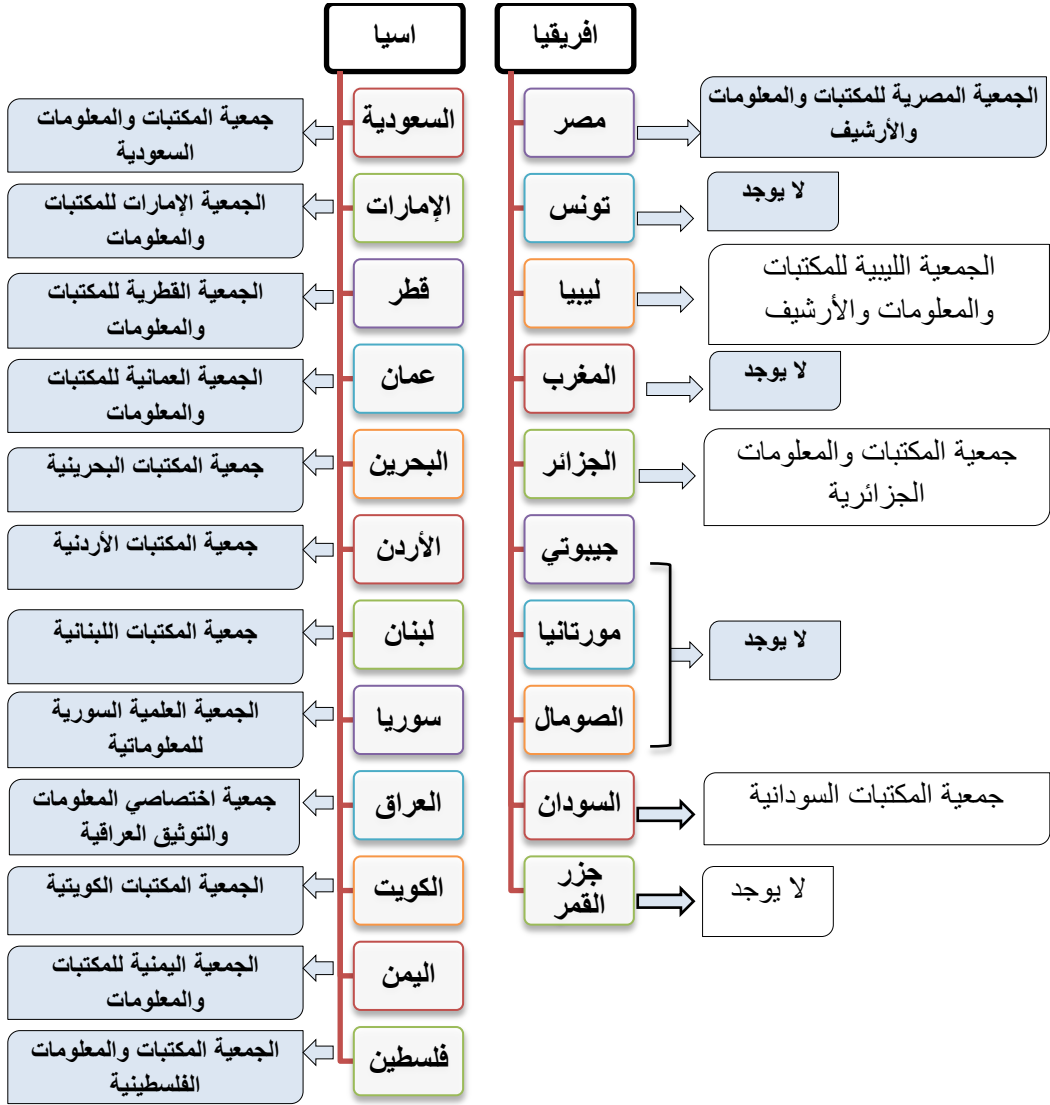 افريقيا
مصر
الجمعية المصرية للمكتبات والمعلومات
والأرشيف
تونس
لا يوجد
ليبيا
الجمعية الليبية للمكتبات
والمعلومات والأرشيف
المغرب
لا يوجد
الجزائر
جمعية المكتبات والمعلومات
الجزائرية
جيبوتي
مورتانيا
الصومال
لا يوجد
السودان
جمعية المكتبات السودانية
جزر
القمر
لا يوجد
اسيا
السعودية
جمعية المكتبات والمعلومات
السعودية
الإمارات
الجمعية الإمارات للمكتبات
والمعلومات
قطر
الجمعية القطرية للمكتبات
والمعلومات
عمان
الجمعية العمانية للمكتبات
والمعلومات
البحرين
جمعية المكتبات البحرينية
الأردن
جمعية المكتبات الأردنية
لبنان
جمعية المكتبات اللبنانية
سوريا
الجمعية العلمية السورية
للمعلوماتية
العراق
جمعية اختصاصي المعلومات
والتوثيق العراقية
الكويت
الجمعية المكتبات الكويتية
اليمن
الجمعية اليمنية للمكتبات
والمعلومات
فلسطين
الجمعية المكتبات والمعلومات
الفلسطينية